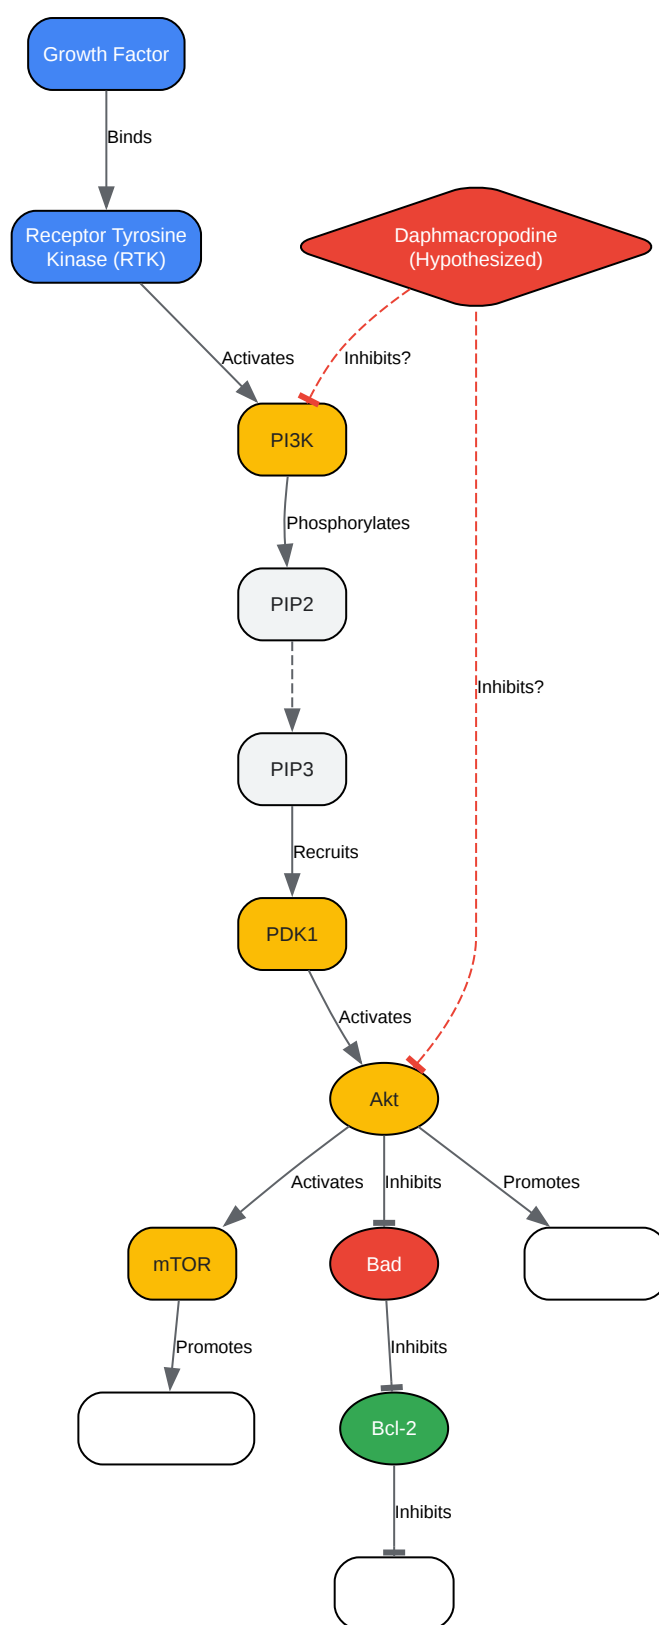 Growth Factor
Binds
Receptor Tyrosine
Kinase (RTK)
Daphmacropodine
(Hypothesized)
Activates
Inhibits?
PI3K
Phosphorylates
PIP2
Inhibits?
PIP3
Recruits
PDK1
Activates
Akt
Activates
Inhibits
Promotes
mTOR
Bad
Promotes
Inhibits
Bcl-2
Inhibits